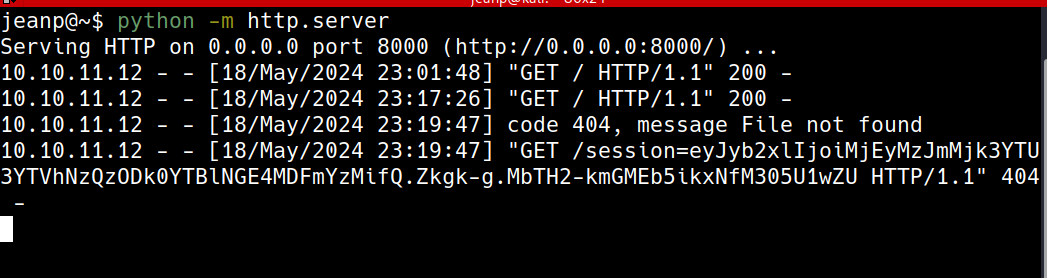 jeanp@~$ python -m http.server
Serving HTTP on 0.0.0.0 port 8000 (http://0.0.0.0:8000/) ...
10.10.11.12 - - [18/May/2024 23:01:48] "GET / HTTP/1.1" 200 -
10.10.11.12 - - [18/May/2024 23:17:26] "GET / HTTP/1.1" 200 -
10.10.11.12 - - [18/May/2024 23:19:47] code 404, message File not found
10.10.11.12 - - [18/May/2024 23:19:47] "GET /session=eyJyb2xlIjoiMjEyMzJmMjk3YTU
3YTVhNzQzODk0YTBlNGE4MDFmYzMifQ.Zkgk-g.MbTH2-kmGMEb5ikxNfM305U1wZU HTTP/1.1" 404
-